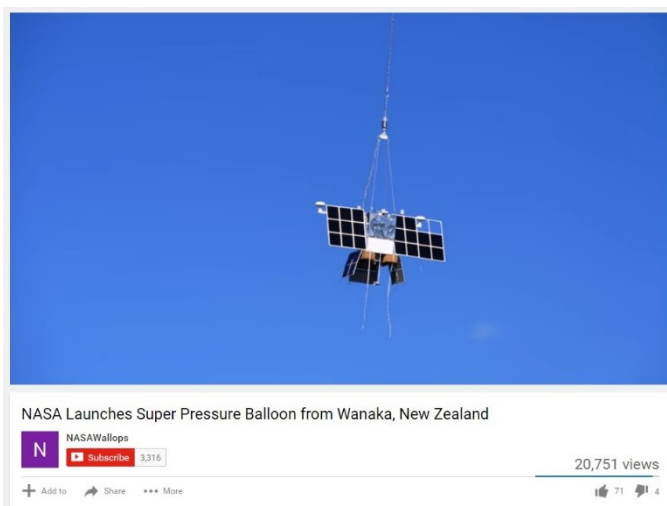 NASA Launches Super Pressure Balloon from Wanaka, New Zealand
N
NASAWallops
Subscribe 3,316
20,751 views
Add to Share More
71 4